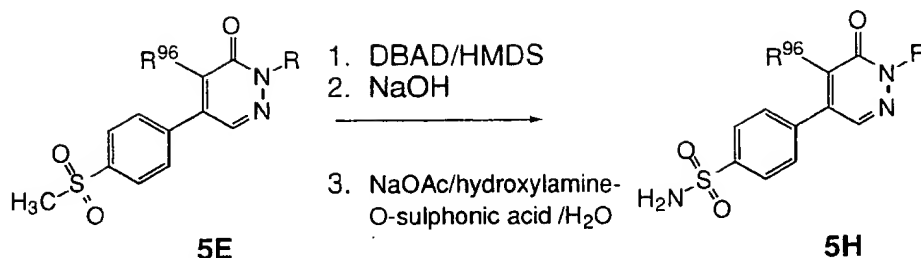 R⁹⁶
O
R
N
N
H₃C
S
O
O
5E
1. DBAD/HMDS
2. NaOH
3. NaOAc/hydroxylamine-
O-sulphonic acid /H₂O
R⁹⁶
O
R
N
N
H₂N
S
O
O
5H